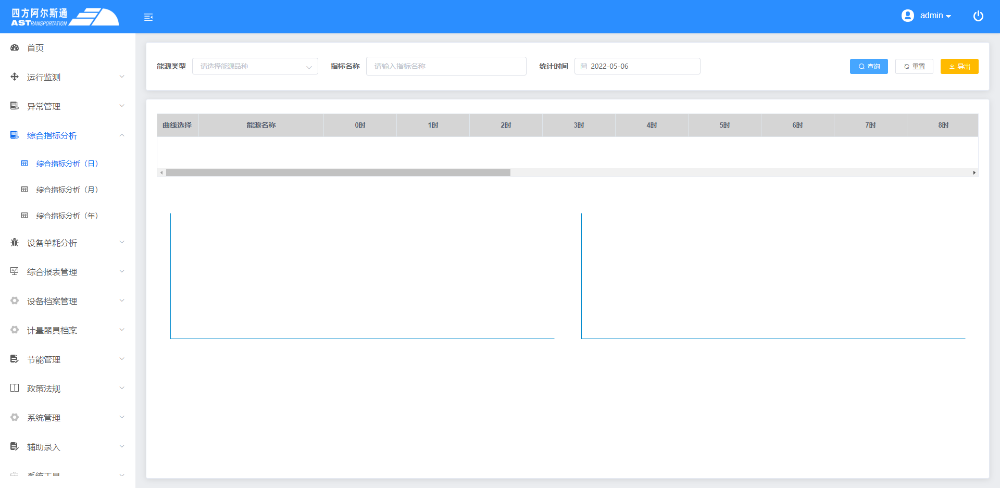 四方阿尔斯通
ASTRANSPORTATION
admin
首页
运行监测
异常管理
综合指标分析
综合指标分析（日）
综合指标分析（月）
综合指标分析（年）
设备单耗分析
综合报表管理
设备档案管理
计量器具档案
节能管理
政策法规
系统管理
辅助录入
系统工具
能源类型 请选择能源品种 指标名称 请输入指标名称 统计时间 2022-05-06 查询 重置 导出
曲线选择 能源名称 0时 1时 2时 3时 4时 5时 6时 7时 8时